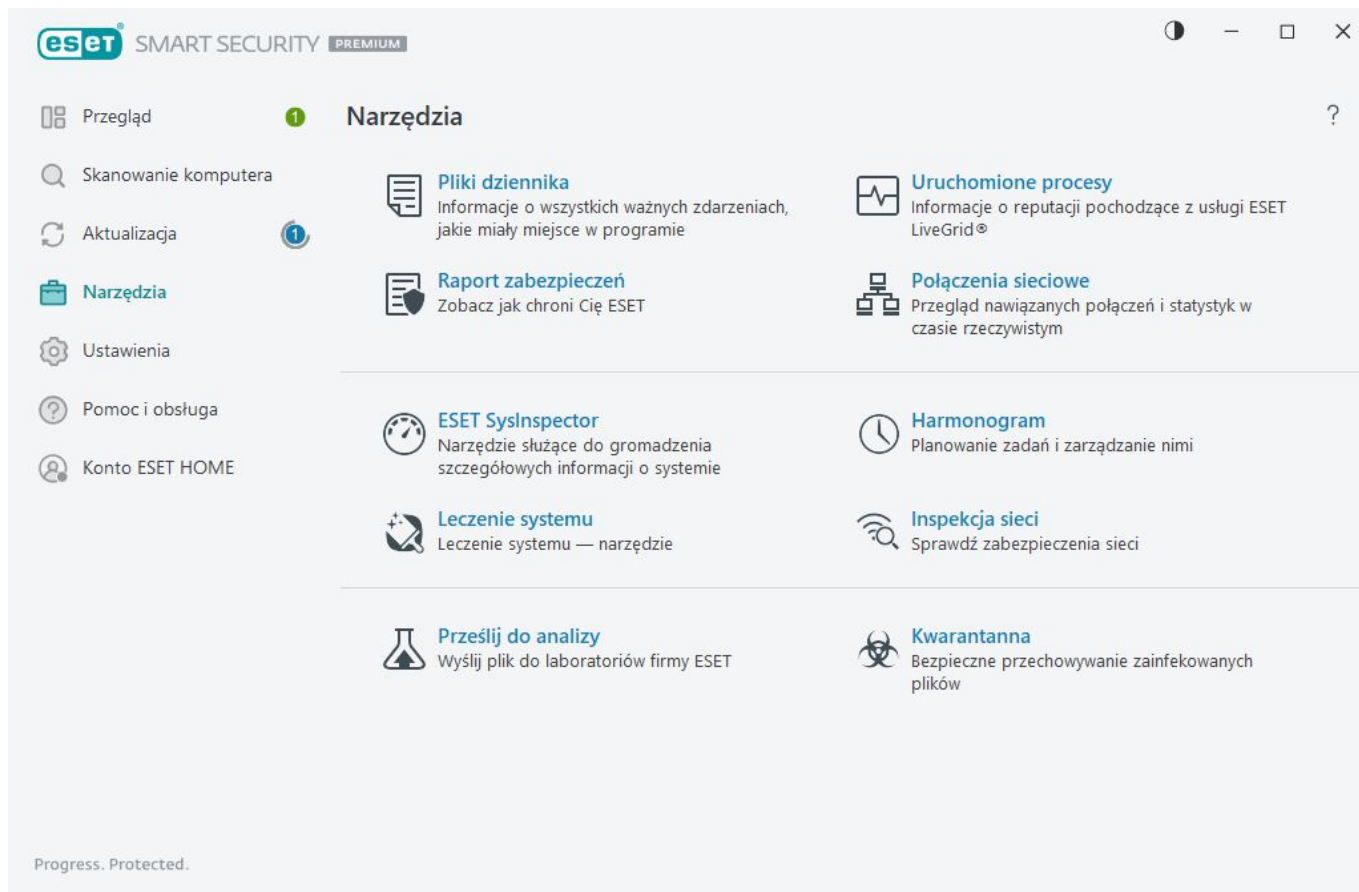 eset® SMART SECURITY PREMIUM
Przegląd 1
Skanowanie komputera
Aktualizacja 1
Narzędzia
Ustawienia
Pomoc i obsługa
Konto ESET HOME
Narzędzia ?
Pliki dziennika
Informacje o wszystkich ważnych zdarzeniach,
jakie miały miejsce w programie
Uruchomione procesy
Informacje o reputacji pochodzące z usługi ESET
LiveGrid®
Raport zabezpieczeń
Zobacz jak chroni Cię ESET
Połączenia sieciowe
Przegląd nawiązanych połączeń i statystyk w
czasie rzeczywistym
ESET SysInspector
Narzędzie służące do gromadzenia
szczegółowych informacji o systemie
Harmonogram
Planowanie zadań i zarządzanie nimi
Leczenie systemu
Leczenie systemu — narzędzie
Inspekcja sieci
Sprawdź zabezpieczenia sieci
Prześlij do analizy
Wyślij plik do laboratoriów firmy ESET
Kwarantanna
Bezpieczne przechowywanie zainfekowanych
plików
Progress. Protected.